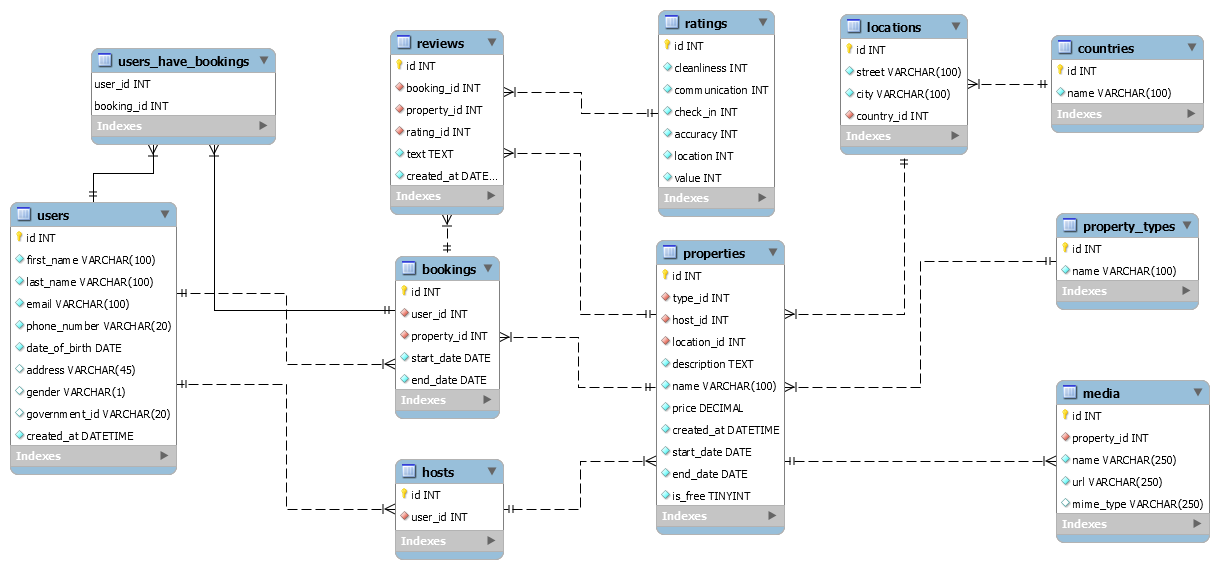 users_have_bookings
user_id INT
booking_id INT
Indexes
users
id INT
first_name VARCHAR(100)
last_name VARCHAR(100)
email VARCHAR(100)
phone_number VARCHAR(20)
date_of_birth DATE
address VARCHAR(45)
gender VARCHAR(1)
government_id VARCHAR(20)
created_at DATETIME
Indexes
reviews
id INT
booking_id INT
property_id INT
rating_id INT
text TEXT
created_at DATE...
Indexes
bookings
id INT
user_id INT
property_id INT
start_date DATE
end_date DATE
Indexes
hosts
id INT
user_id INT
Indexes
ratings
id INT
cleanliness INT
communication INT
check_in INT
accuracy INT
location INT
value INT
Indexes
properties
id INT
type_id INT
host_id INT
location_id INT
description TEXT
name VARCHAR(100)
price DECIMAL
created_at DATETIME
start_date DATE
end_date DATE
is_free TINYINT
Indexes
locations
id INT
street VARCHAR(100)
city VARCHAR(100)
country_id INT
Indexes
countries
id INT
name VARCHAR(100)
Indexes
property_types
id INT
name VARCHAR(100)
Indexes
media
id INT
property_id INT
name VARCHAR(250)
url VARCHAR(250)
mime_type VARCHAR(250)
Indexes